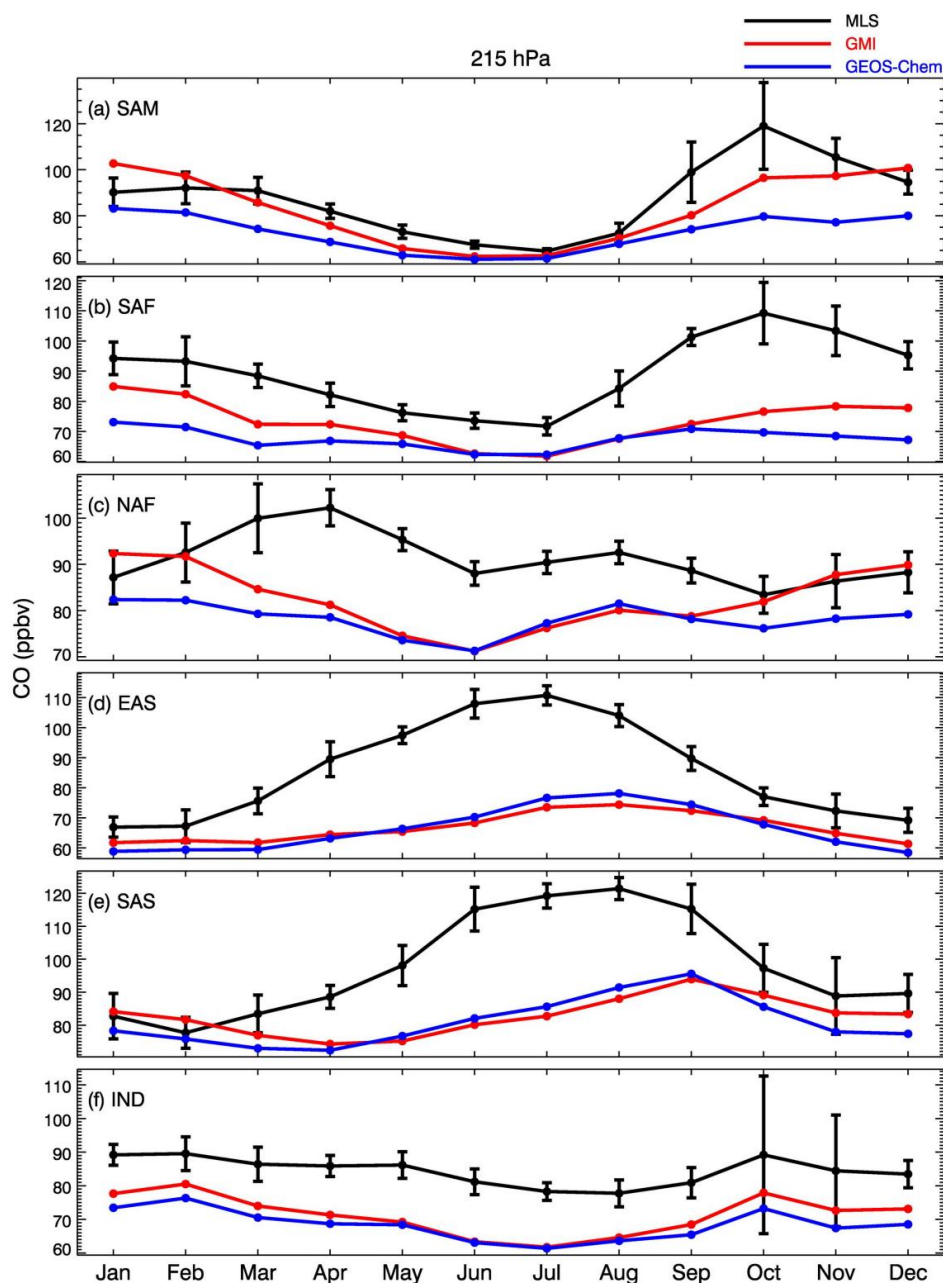 MLS
GMI
GEOS-Chem
215 hPa
(a) SAM
120
100
80
60
(b) SAF
120
110
100
90
80
70
60
(c) NAF
100
90
80
70
CO (ppbv)
(d) EAS
110
100
90
80
70
60
(e) SAS
120
110
100
90
80
(f) IND
110
100
90
80
70
60
Jan Feb Mar Apr May Jun Jul Aug Sep Oct Nov Dec